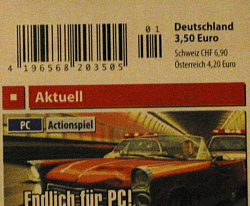 01
Deutschland
3,50 Euro
Schweiz CHF 6,90
Österreich 4,20 Euro
4 196568 203505
Aktuell
PC Actionspiel
Endlich für PC!